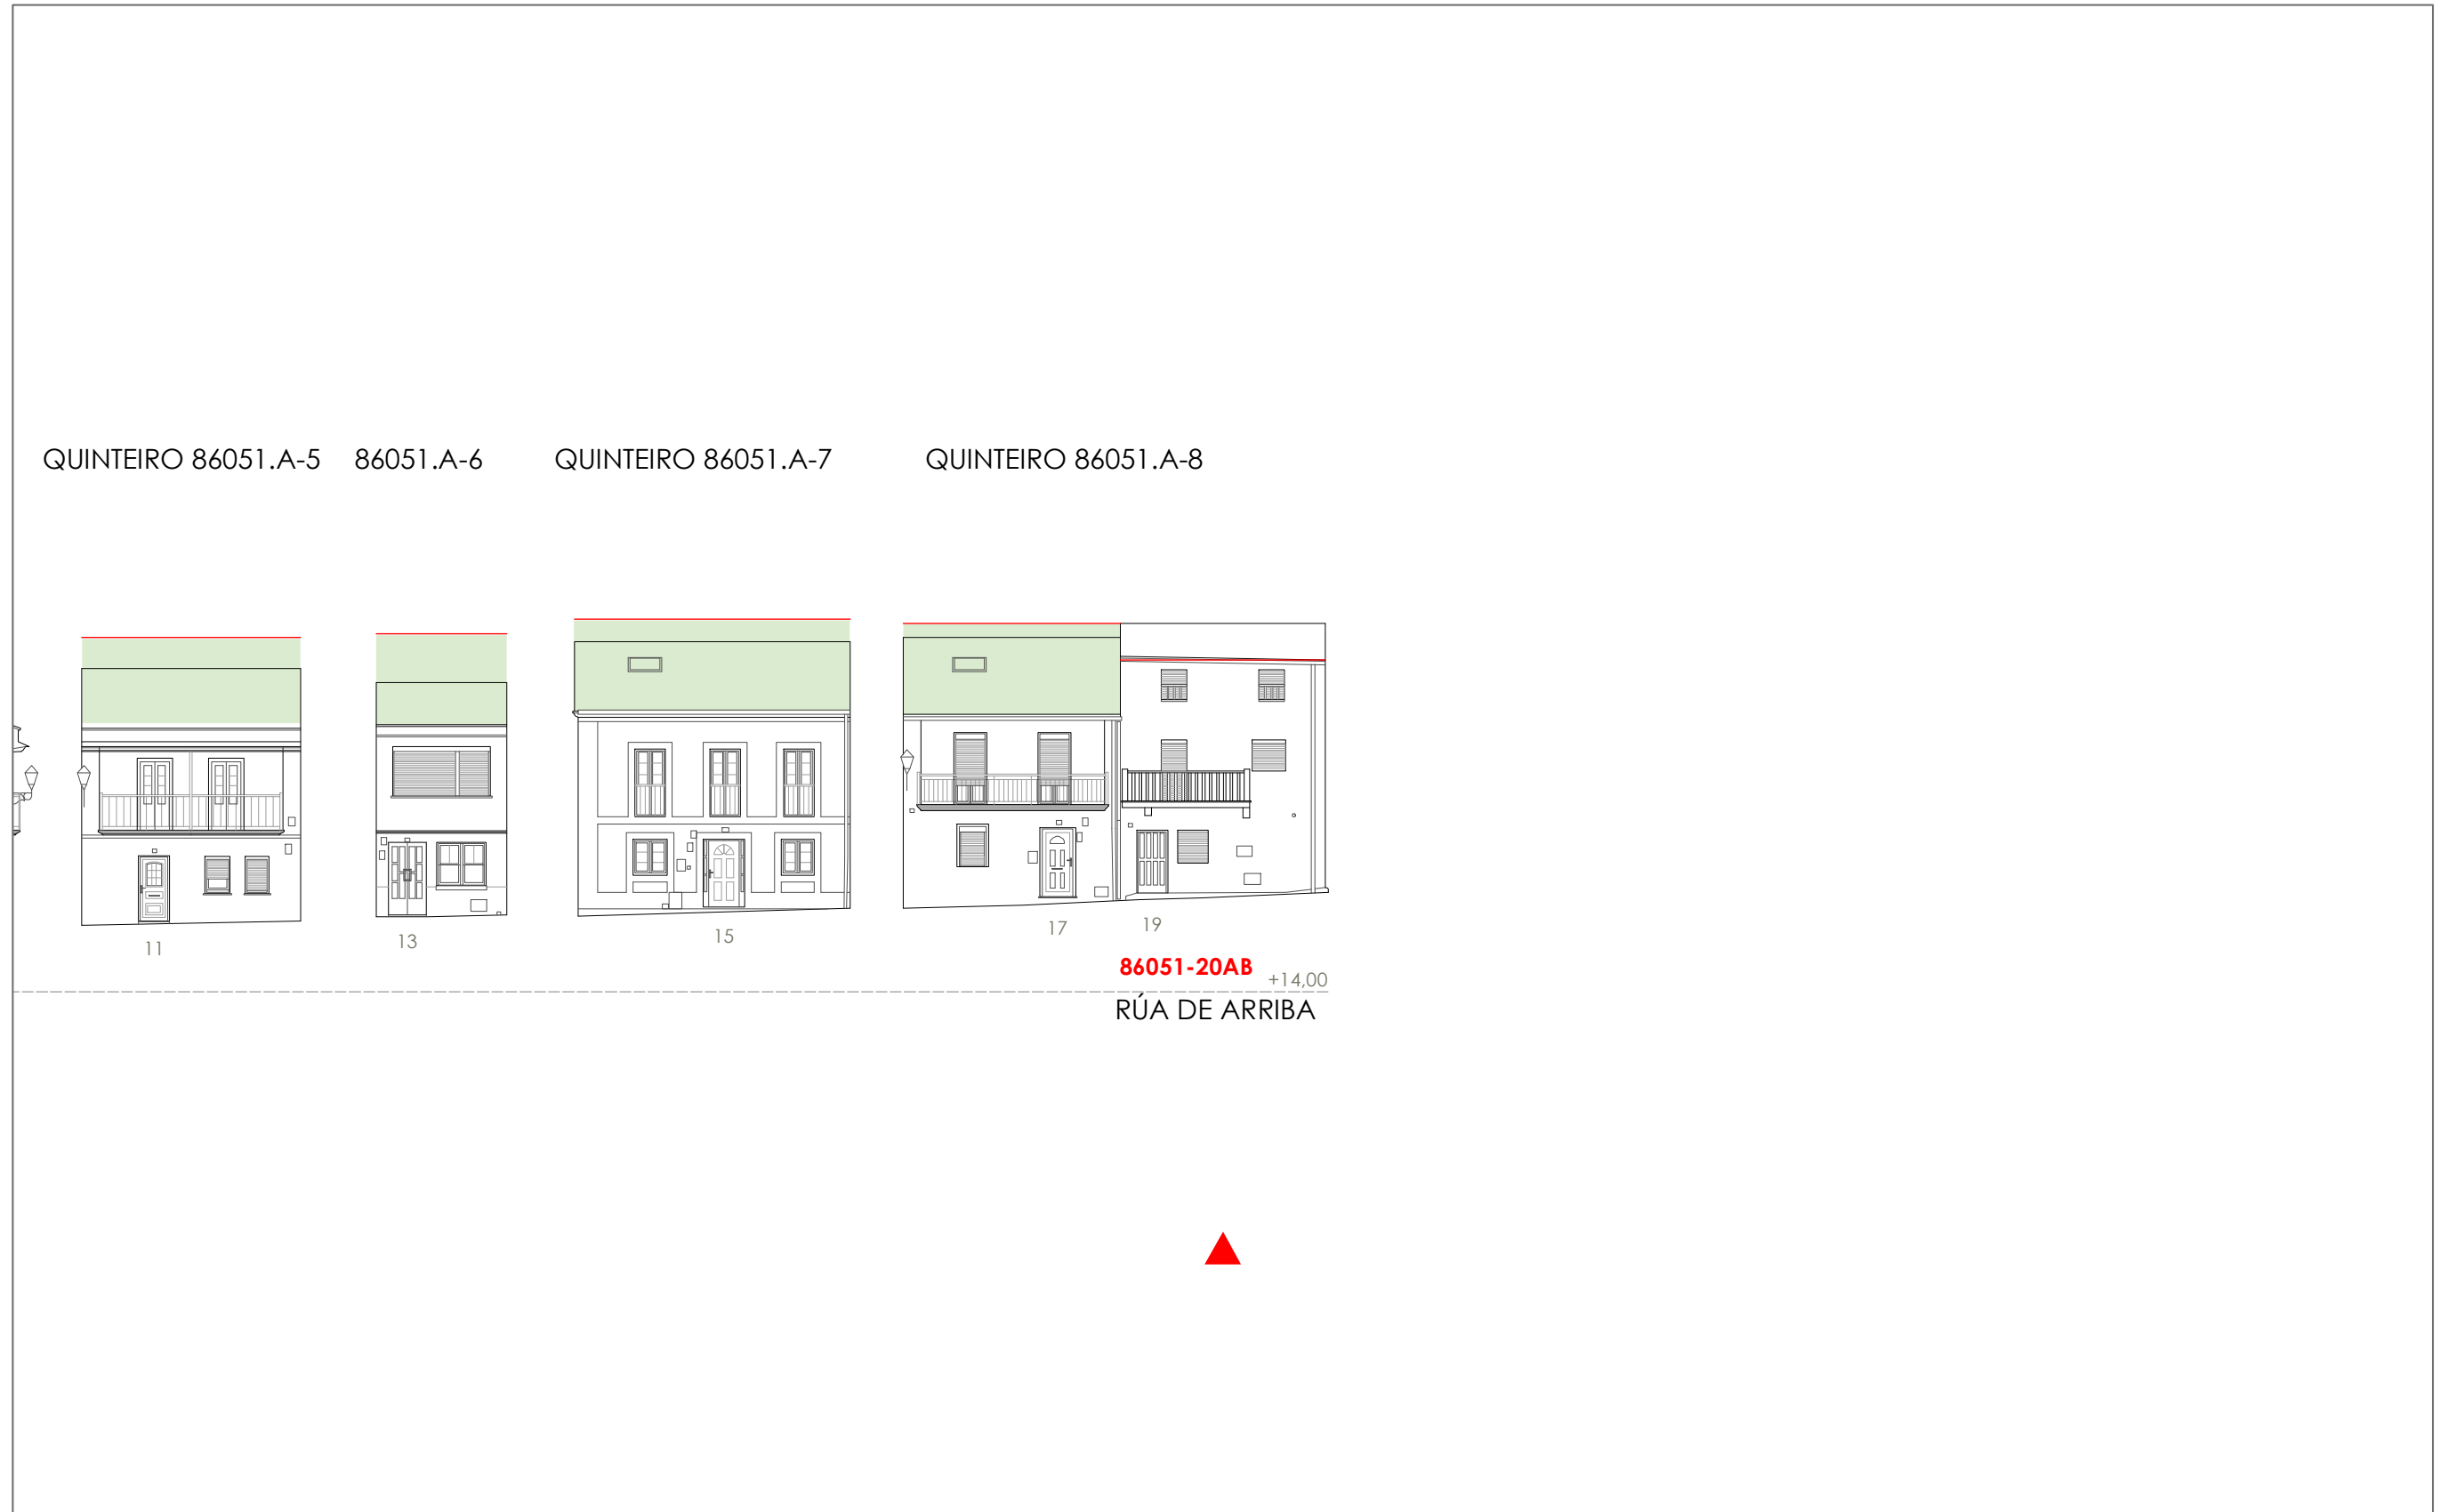 QUINTEIRO 86051.A-5 86051.A-6 QUINTEIRO 86051.A-7 QUINTEIRO 86051.A-8
11 13 15 17 19
86051-20AB +14,00
RÚA DE ARRIBA